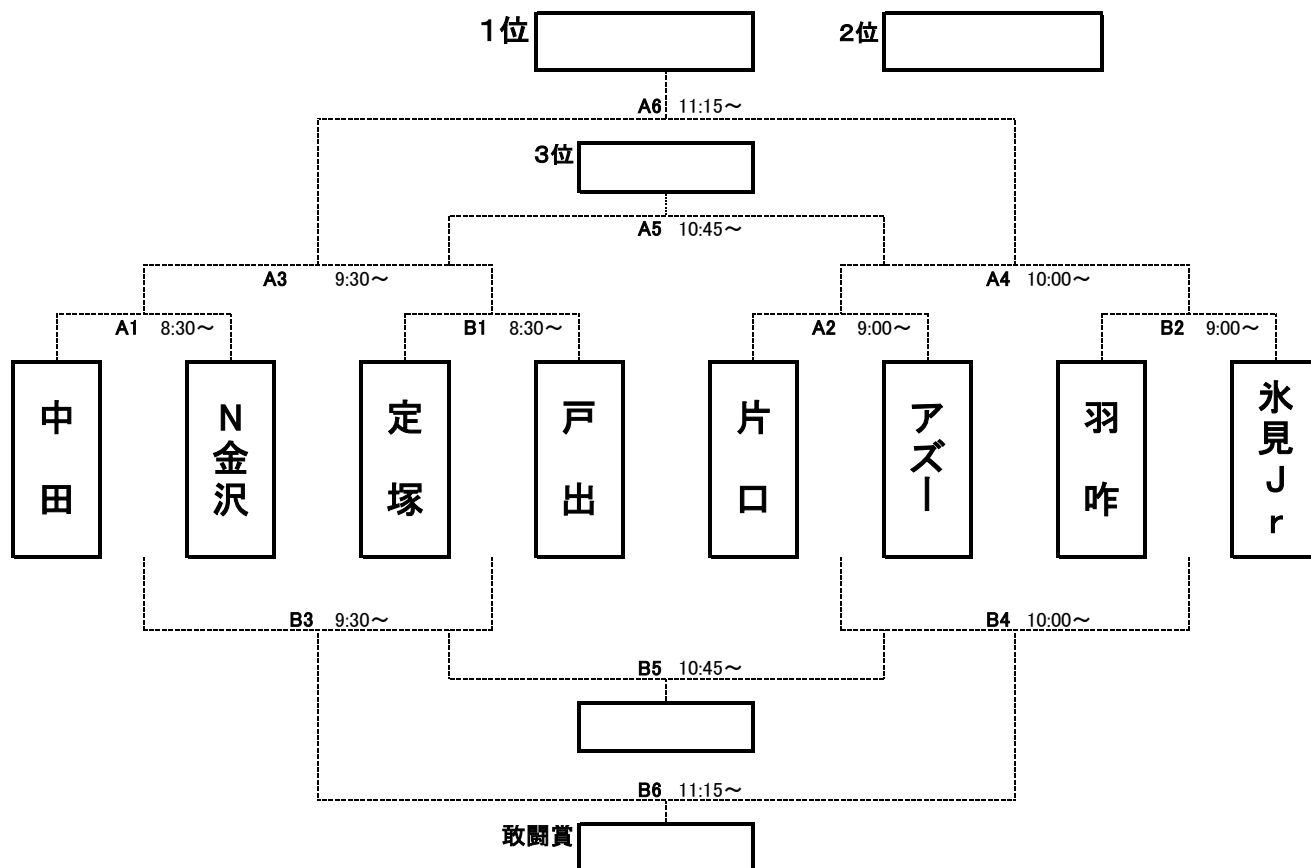 1位
2位
A6 11:15～
3位
A5 10:45～
A3 9:30～
A4 10:00～
A1 8:30～
B1 8:30～
A2 9:00～
B2 9:00～
中田
N金沢
定塚
戸出
片口
アズー
羽咋
氷見Jr
B3 9:30～
B4 10:00～
B5 10:45～
B6 11:15～
敢闘賞